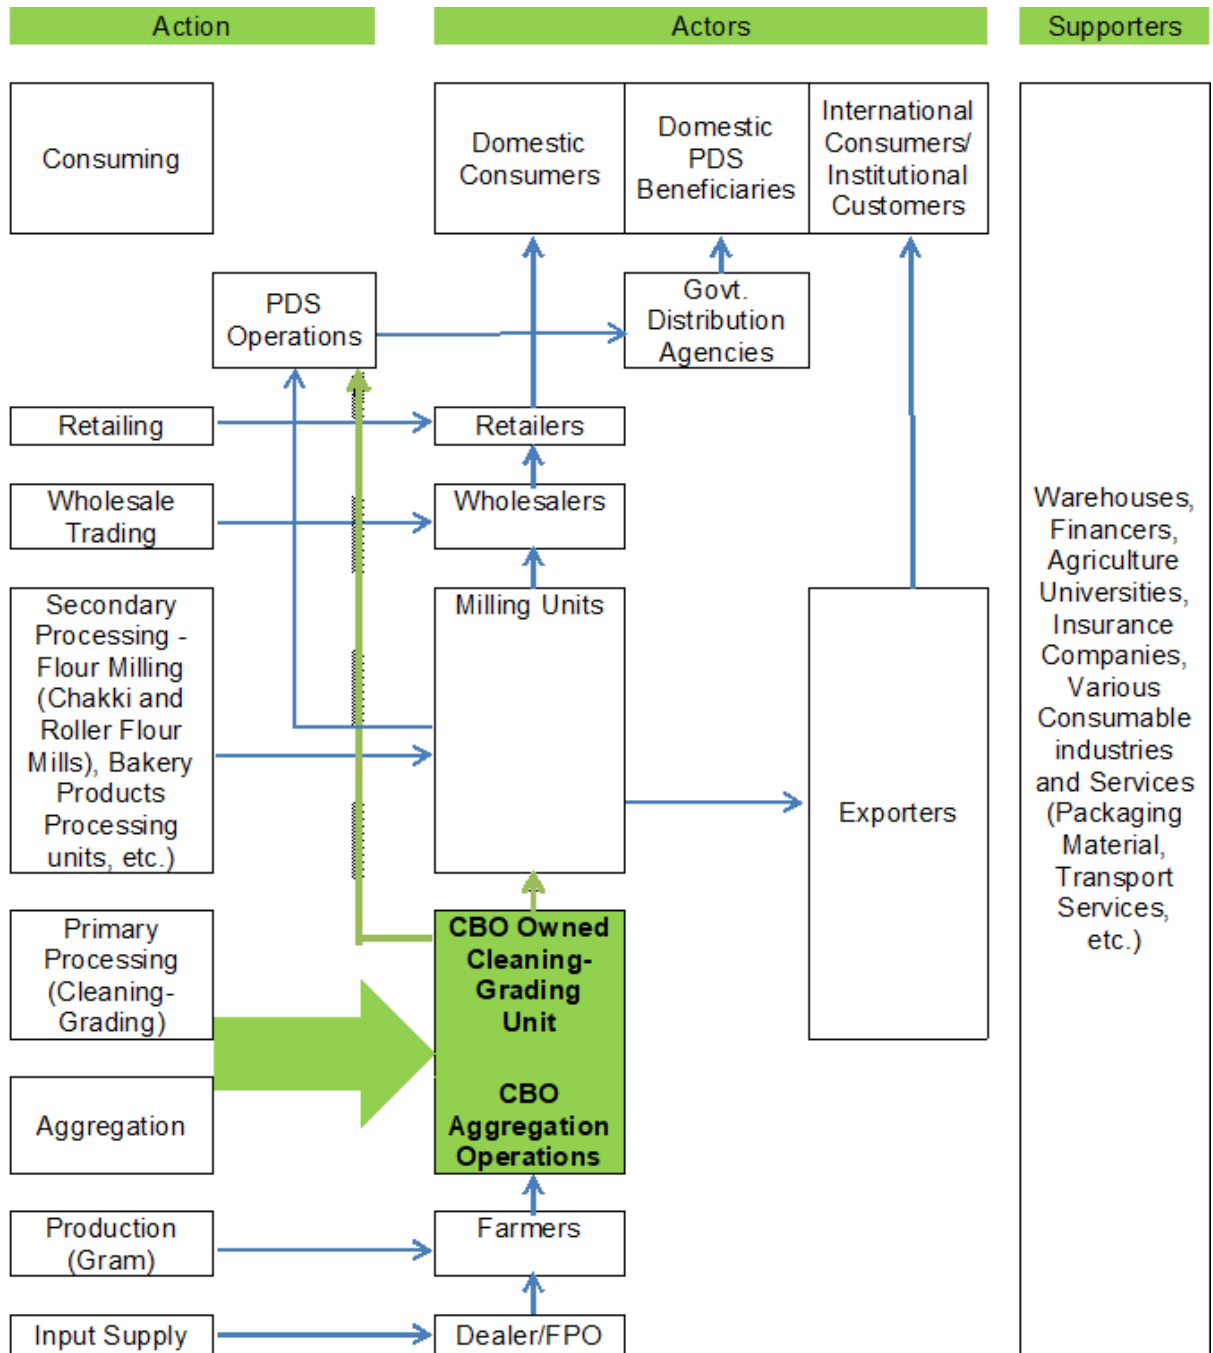 Action
Actors
Supporters
Consuming
Domestic
Consumers
Domestic
PDS
Beneficiaries
International
Consumers/
Institutional
Customers
PDS
Operations
Govt.
Distribution
Agencies
Retailing
Retailers
Wholesale
Trading
Wholesalers
Secondary
Processing -
Flour Milling
(Chakki and
Roller Flour
Mills), Bakery
Products
Processing
units, etc.)
Milling Units
Exporters
Warehouses,
Financers,
Agriculture
Universities,
Insurance
Companies,
Various
Consumable
industries
and Services
(Packaging
Material,
Transport
Services,
etc.)
Primary
Processing
(Cleaning-
Grading)
CBO Owned
Cleaning-
Grading
Unit
Aggregation
CBO
Aggregation
Operations
Production
(Gram)
Farmers
Input Supply
Dealer/FPO